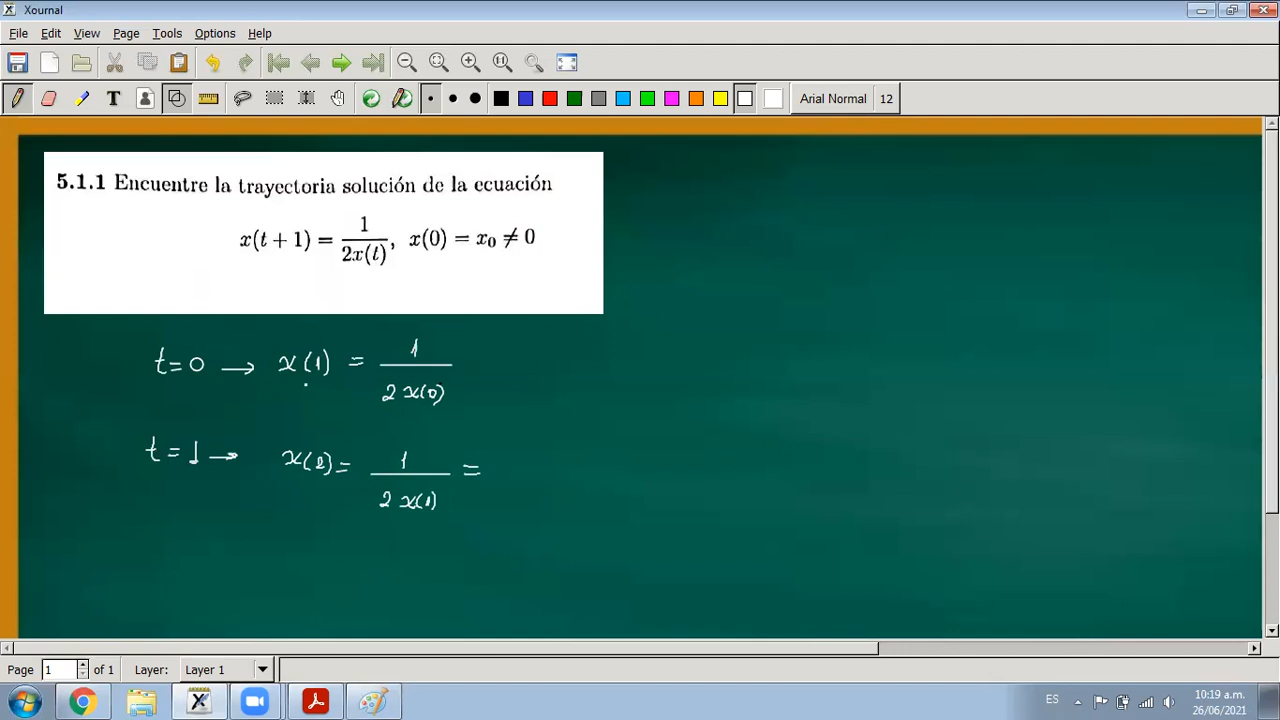 Xournal
File Edit View Page Tools Options Help
Arial Normal 12
5.1.1 Encuentre la trayectoria solución de la ecuación
x(t + 1) = 1/2x(t), x(0) = x₀ ≠ 0
t = 0 → x(1) = 1/2 x(0)
t = 1 → x(2) = 1/2 x(1) =
Page 1 of 1 Layer: Layer 1
ES 10:19 a.m.
26/06/2021